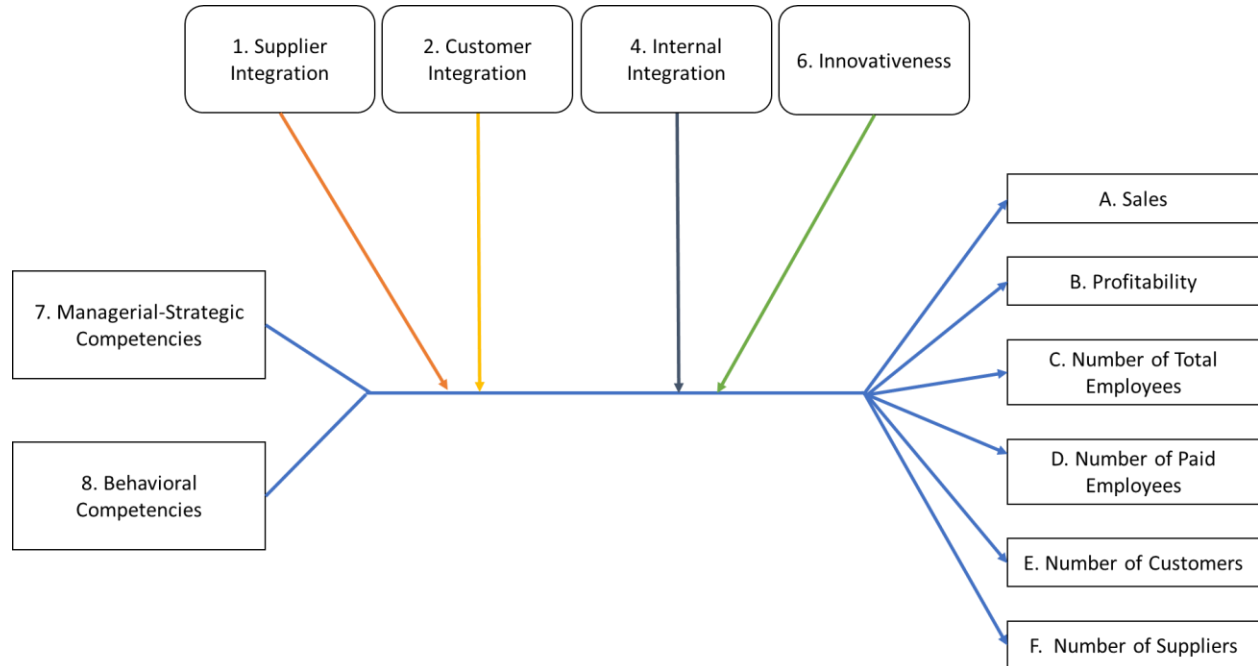 1. Supplier
Integration
2. Customer
Integration
4. Internal
Integration
6. Innovativeness
7. Managerial-Strategic
Competencies
8. Behavioral
Competencies
A. Sales
B. Profitability
C. Number of Total
Employees
D. Number of Paid
Employees
E. Number of Customers
F. Number of Suppliers